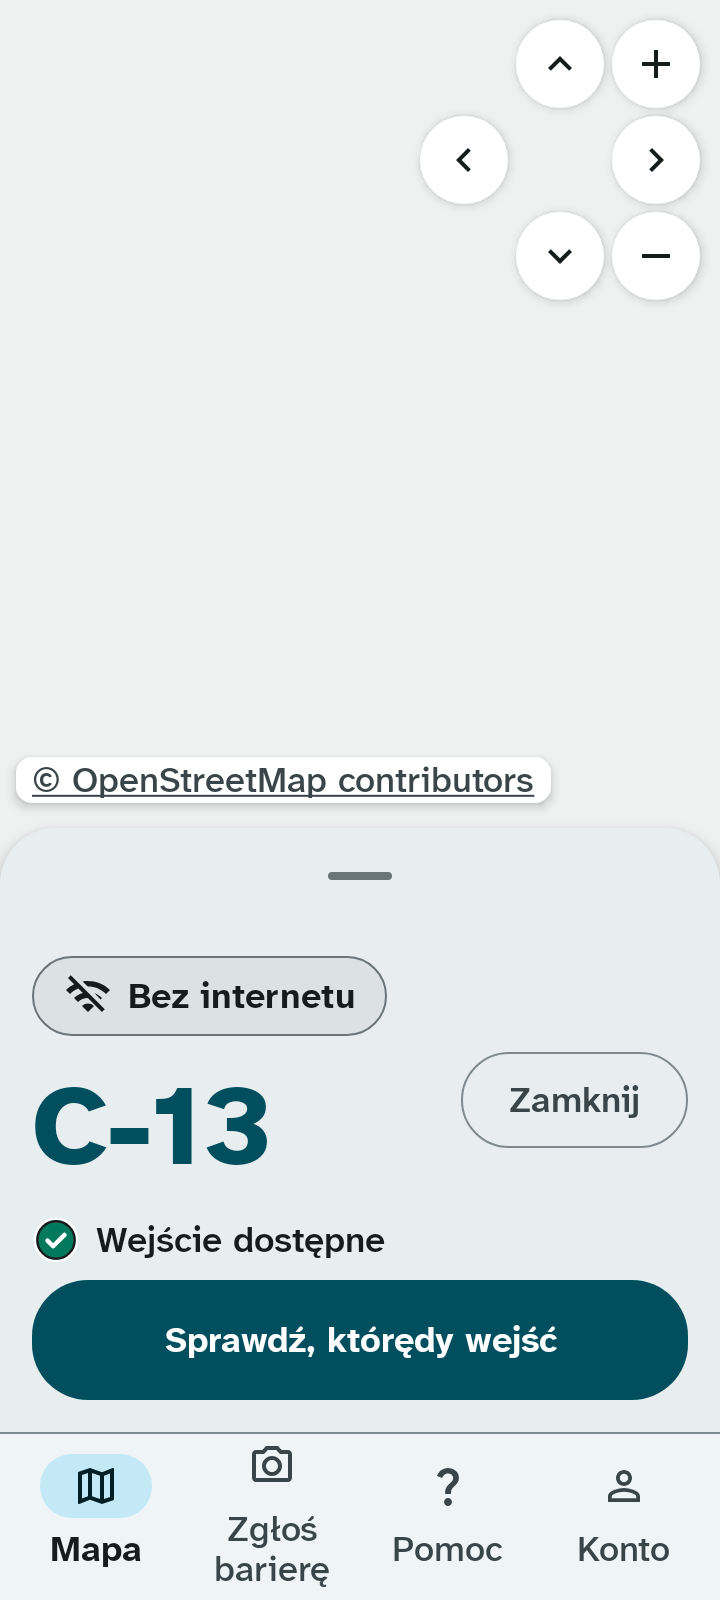 © OpenStreetMap contributors
Bez internetu
C-13
Zamknij
Wejście dostępne
Sprawdź, którędy wejść
Mapa
Zgłoś
barierę
Pomoc
Konto